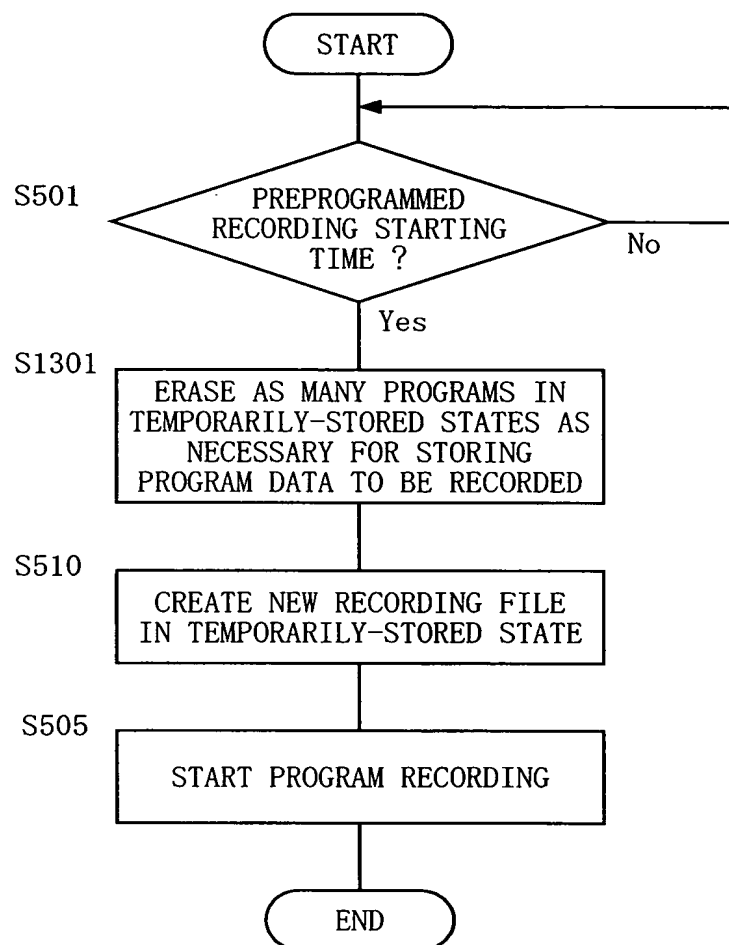 START
S501
PREPROGRAMMED
RECORDING STARTING
TIME ?
No
Yes
S1301
ERASE AS MANY PROGRAMS IN
TEMPORARILY-STORED STATES AS
NECESSARY FOR STORING
PROGRAM DATA TO BE RECORDED
S510
CREATE NEW RECORDING FILE
IN TEMPORARILY-STORED STATE
S505
START PROGRAM RECORDING
END